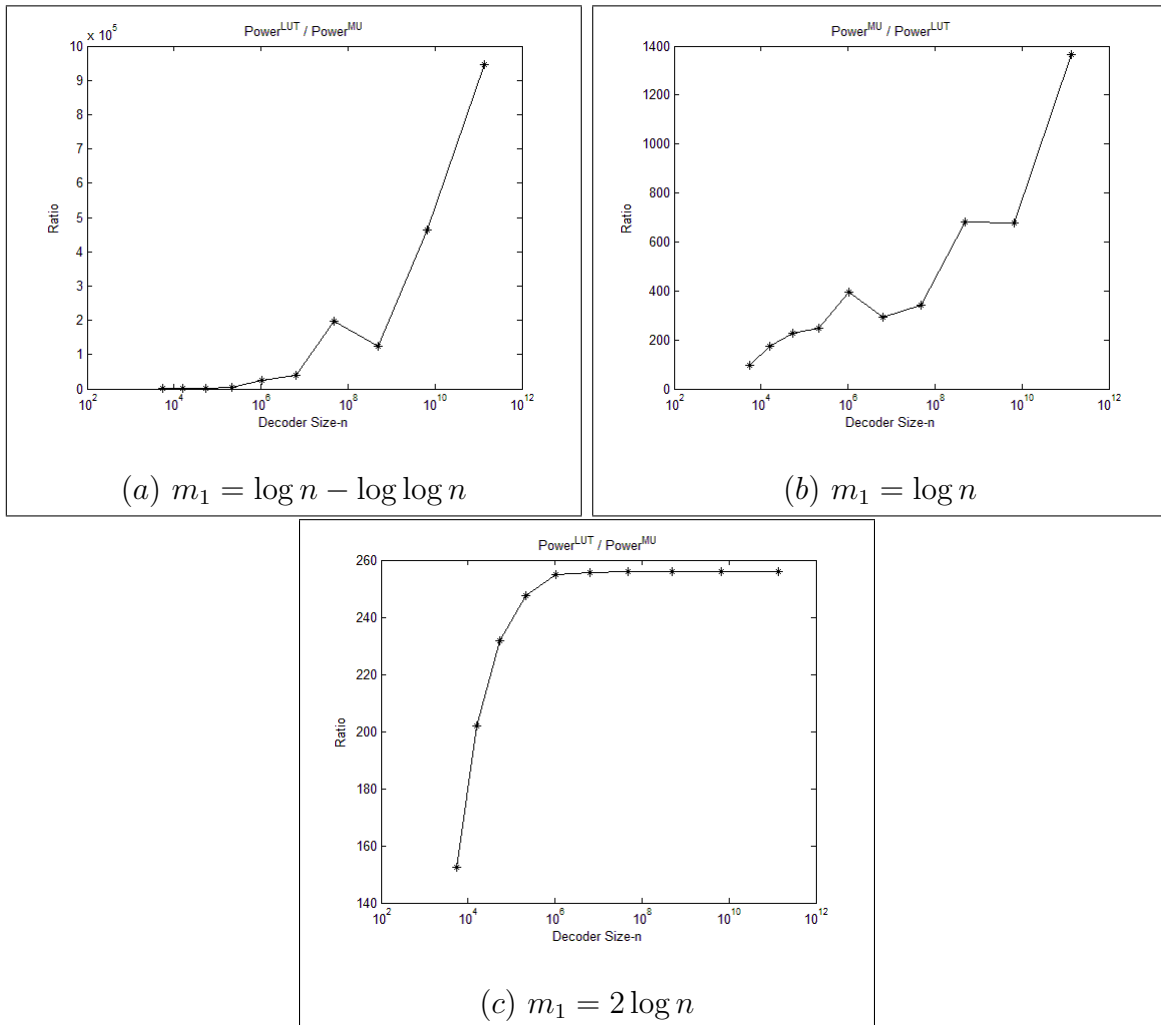 Power^LUT / Power^MU
x 10^5
10
9
8
7
6
5
4
3
2
1
0
Ratio
10^2 10^4 10^6 10^8 10^10 10^12
Decoder Size-n
(a) m_1 = log n − log log n
Power^MU / Power^LUT
1400
1200
1000
800
600
400
200
0
Ratio
10^2 10^4 10^6 10^8 10^10 10^12
Decoder Size-n
(b) m_1 = log n
Power^LUT / Power^MU
260
240
220
200
180
160
140
Ratio
10^2 10^4 10^6 10^8 10^10 10^12
Decoder Size-n
(c) m_1 = 2 log n